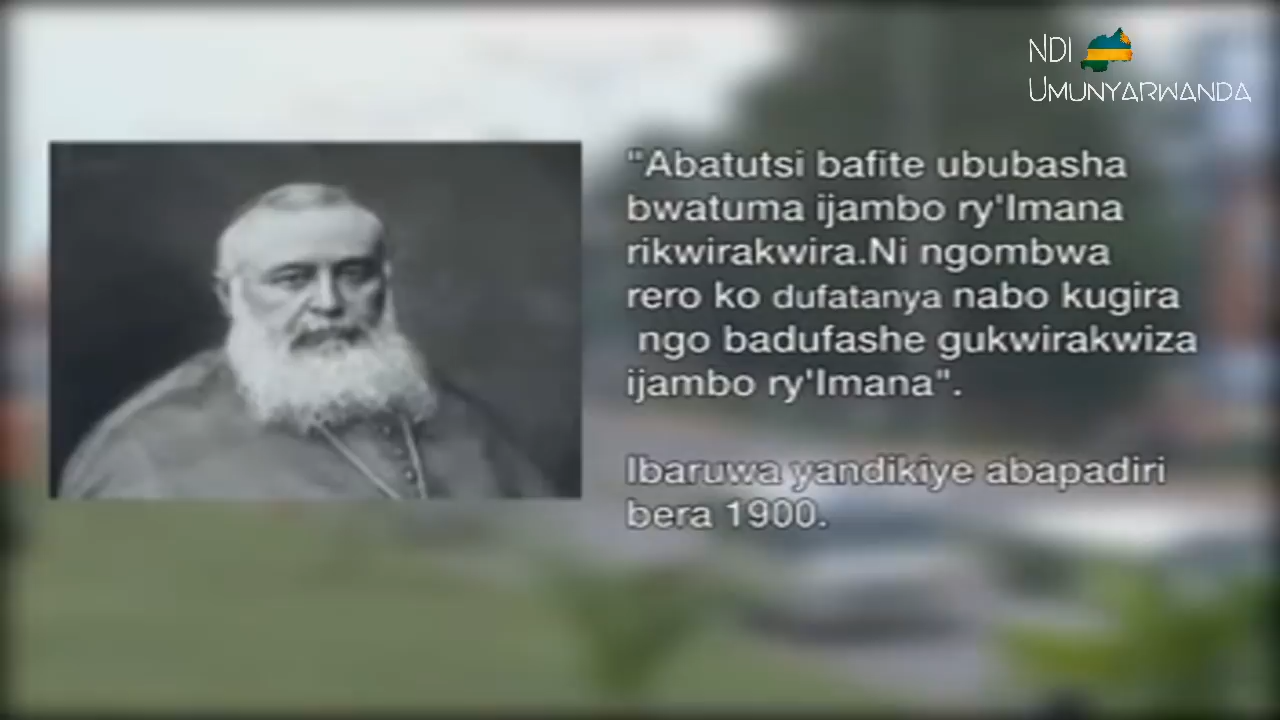 NDI
UMUNYARWANDA
"Abatutsi bafite ububasha
bwatuma ijambo ry'Imana
rikwirakwira.Ni ngombwa
rero ko dufatanya nabo kugira
ngo badufashe gukwirakwiza
ijambo ry'Imana".
Ibaruwa yandikiye abapadiri
bera 1900.